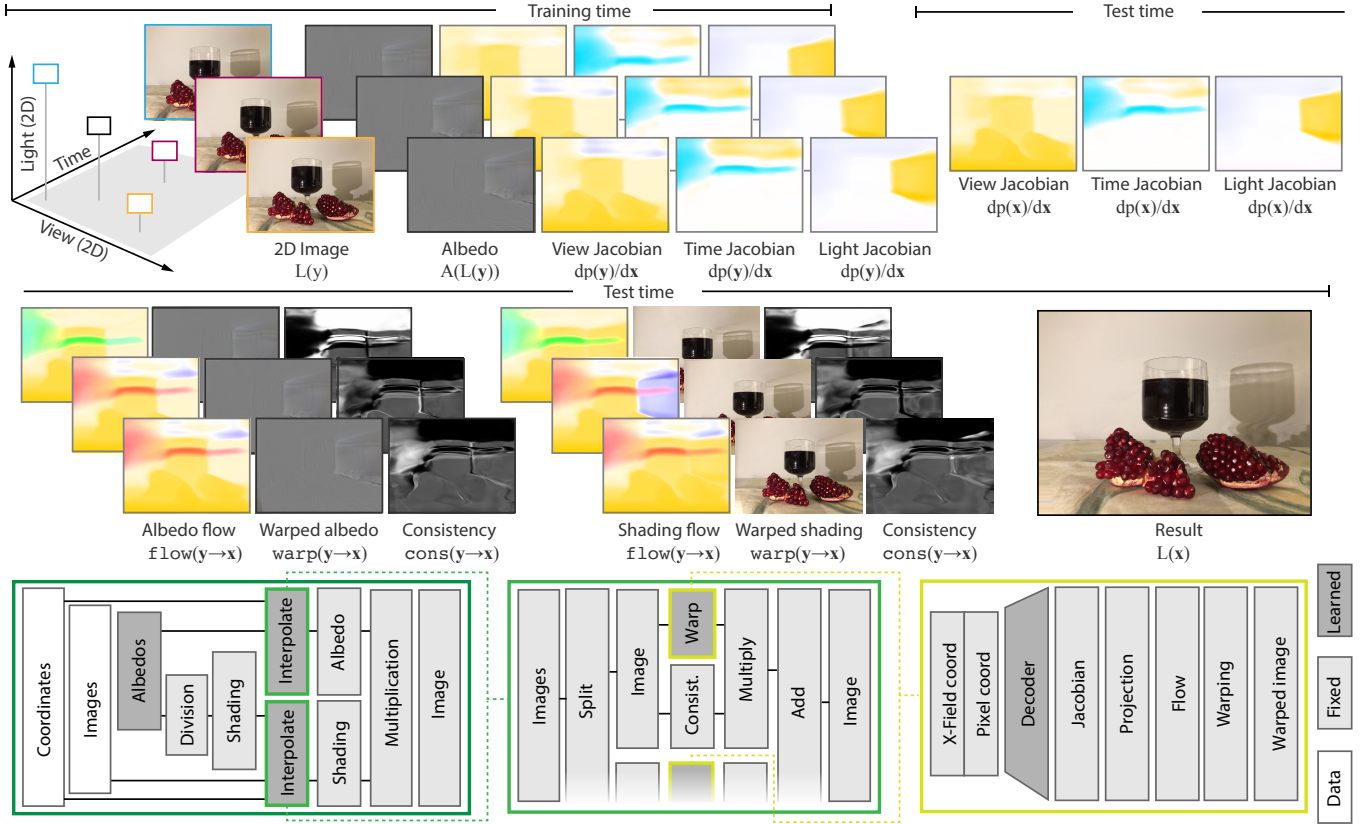 Training time
Test time
Light (2D)
Time
View (2D)
2D Image
L(y)
Albedo
A(L(y))
View Jacobian
dp(y)/dx
Time Jacobian
dp(y)/dx
Light Jacobian
dp(y)/dx
View Jacobian
dp(x)/dx
Time Jacobian
dp(x)/dx
Light Jacobian
dp(x)/dx
Test time
Albedo flow
flow(y→x)
Warped albedo
warp(y→x)
Consistency
cons(y→x)
Shading flow
flow(y→x)
Warped shading
warp(y→x)
Consistency
cons(y→x)
Result
L(x)
Coordinates
Images
Albedos
Division
Shading
Interpolate
Interpolate
Albedo
Shading
Multiplication
Image
Images
Split
Image
Warp
Consist.
Multiply
Add
Image
X-Field coord
Pixel coord
Decoder
Jacobian
Projection
Flow
Warping
Warped image
Learned
Fixed
Data